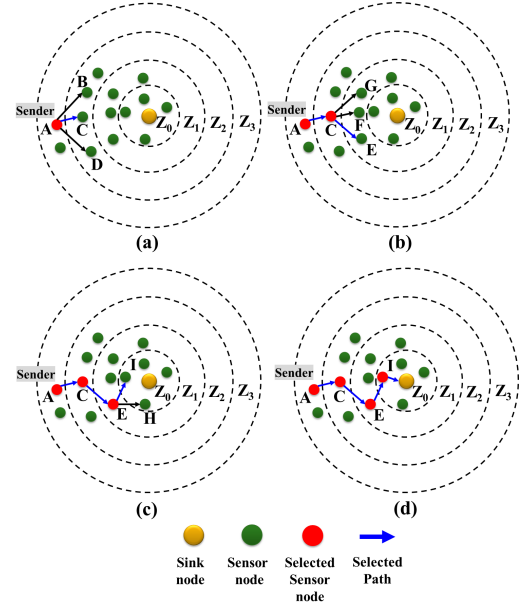 B
Sender
A
C
D
Z0
Z1
Z2
Z3
(a)
G
Sender
A
C
F
E
Z0
Z1
Z2
Z3
(b)
Sender
A
C
E
I
H
Z0
Z1
Z2
Z3
(c)
Sender
A
C
E
I
Z0
Z1
Z2
Z3
(d)
Sink
node
Sensor
node
Selected
Sensor
node
Selected
Path